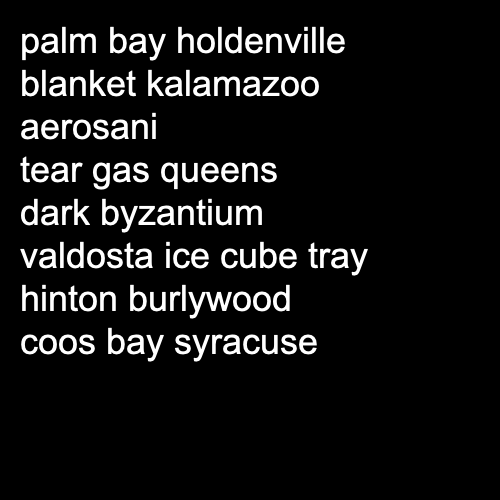 palm bay holdenville
blanket kalamazoo
aerosani
tear gas queens
dark byzantium
valdosta ice cube tray
hinton burlywood
coos bay syracuse